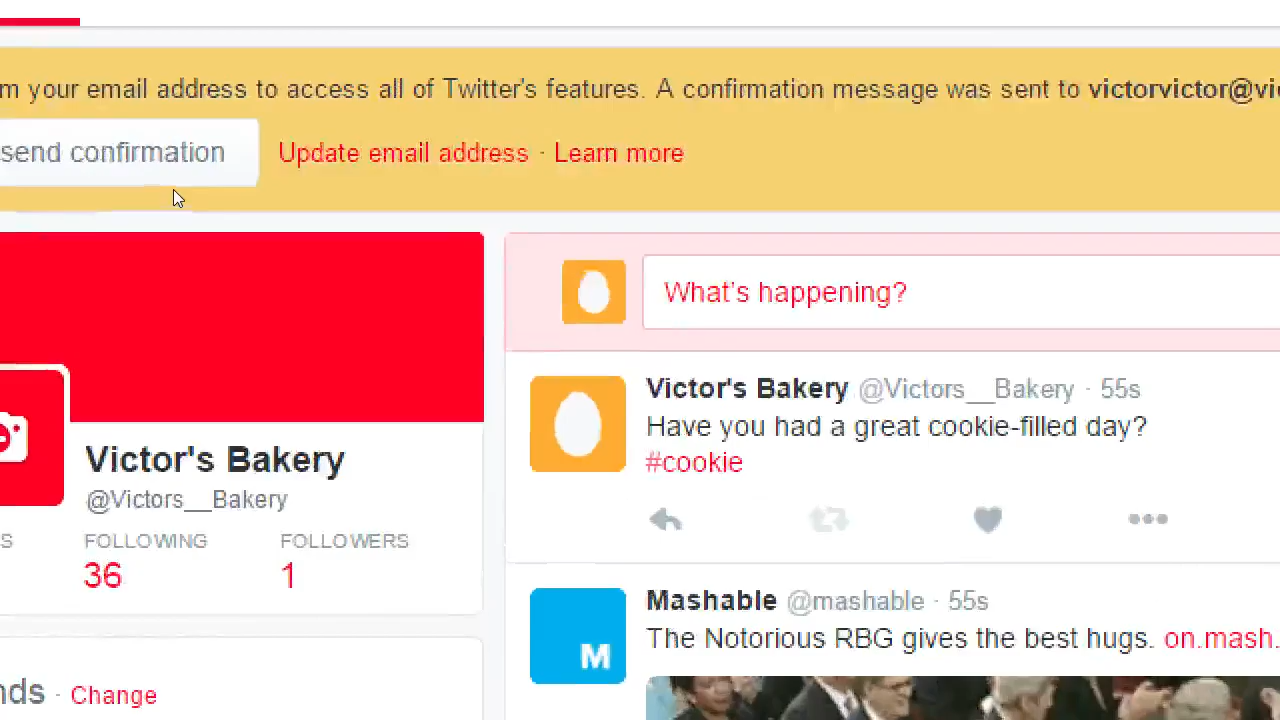 m your email address to access all of Twitter's features. A confirmation message was sent to victorvictor@vic
send confirmation Update email address · Learn more
What's happening?
Victor's Bakery @Victors__Bakery · 55s
Have you had a great cookie-filled day?
#cookie
Victor's Bakery
@Victors__Bakery
S FOLLOWING FOLLOWERS
36 1
Mashable @mashable · 55s
The Notorious RBG gives the best hugs. on.mash.
M
nds · Change